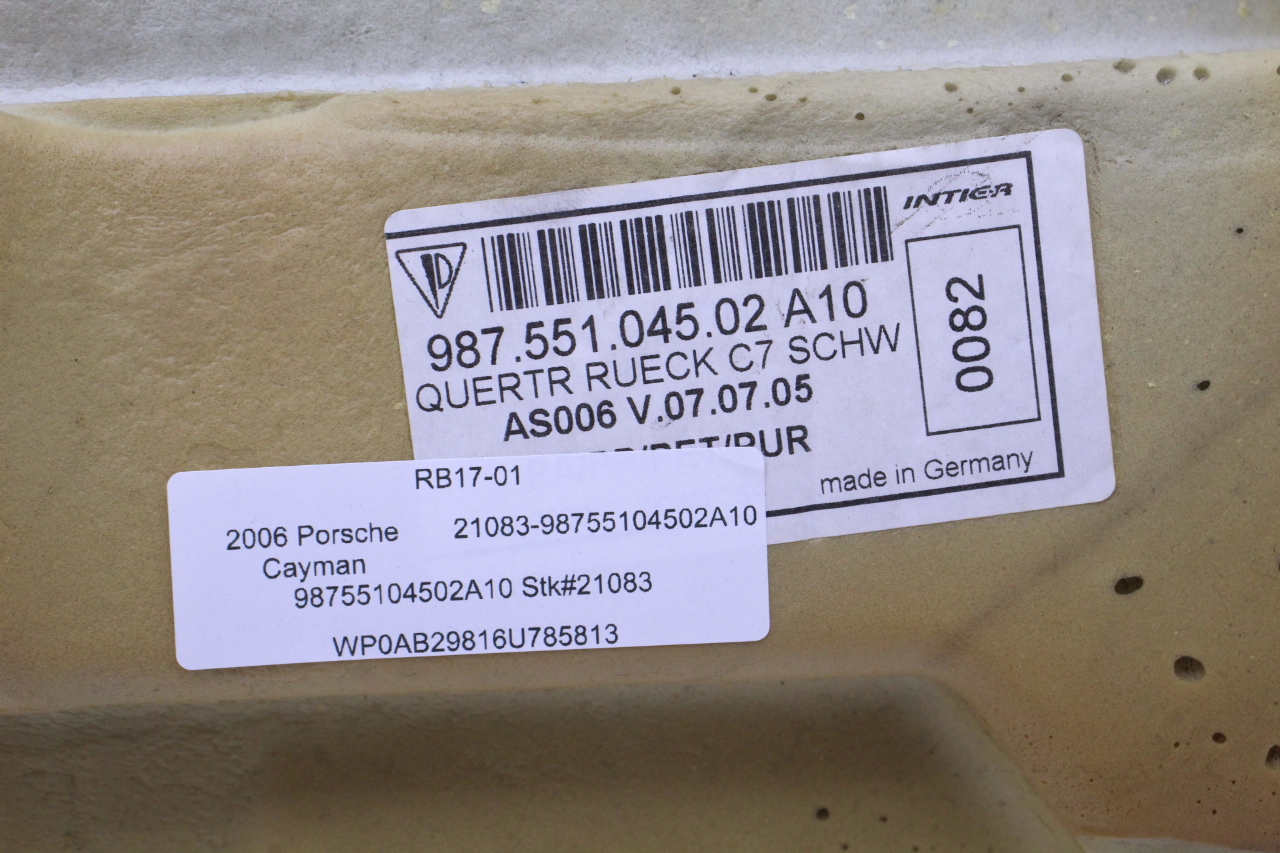 INTIER
987.551.045.02 A10
QUERTR RUECK C7 SCHW
AS006 V.07.07.05
0082
made in Germany
RB17-01
2006 Porsche 21083-98755104502A10
Cayman
98755104502A10 Stk#21083
WP0AB29816U785813